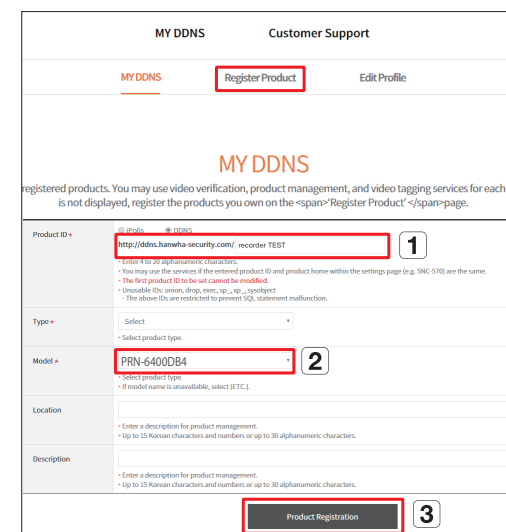 MY DDNS Customer Support
MY DDNS Register Product Edit Profile
MY DDNS
registered products. You may use video verification, product management, and video tagging services for each
is not displayed, register the products you own on the <span>'Register Product' </span>page.
Product ID * iPolis DDNS
http://ddns.hanwha-security.com/ recorder TEST 1
• Enter 4 to 20 alphanumeric characters.
• You may use the services if the entered product ID and product home within the settings page (e.g. SNC-570) are the same.
• The first product ID to be set cannot be modified.
• Unusable IDs: union, drop, exec, sp_, xp_, sysobject
- The above IDs are restricted to prevent SQL statement malfunction.
Type * Select
• Select product type.
Model * PRN-6400DB4 2
• Select product type.
• If model name is unavailable, select [ETC.].
Location
• Enter a description for product management.
• Up to 15 Korean characters and numbers or up to 30 alphanumeric characters.
Description
• Enter a description for product management.
• Up to 15 Korean characters and numbers or up to 30 alphanumeric characters.
Product Registration 3